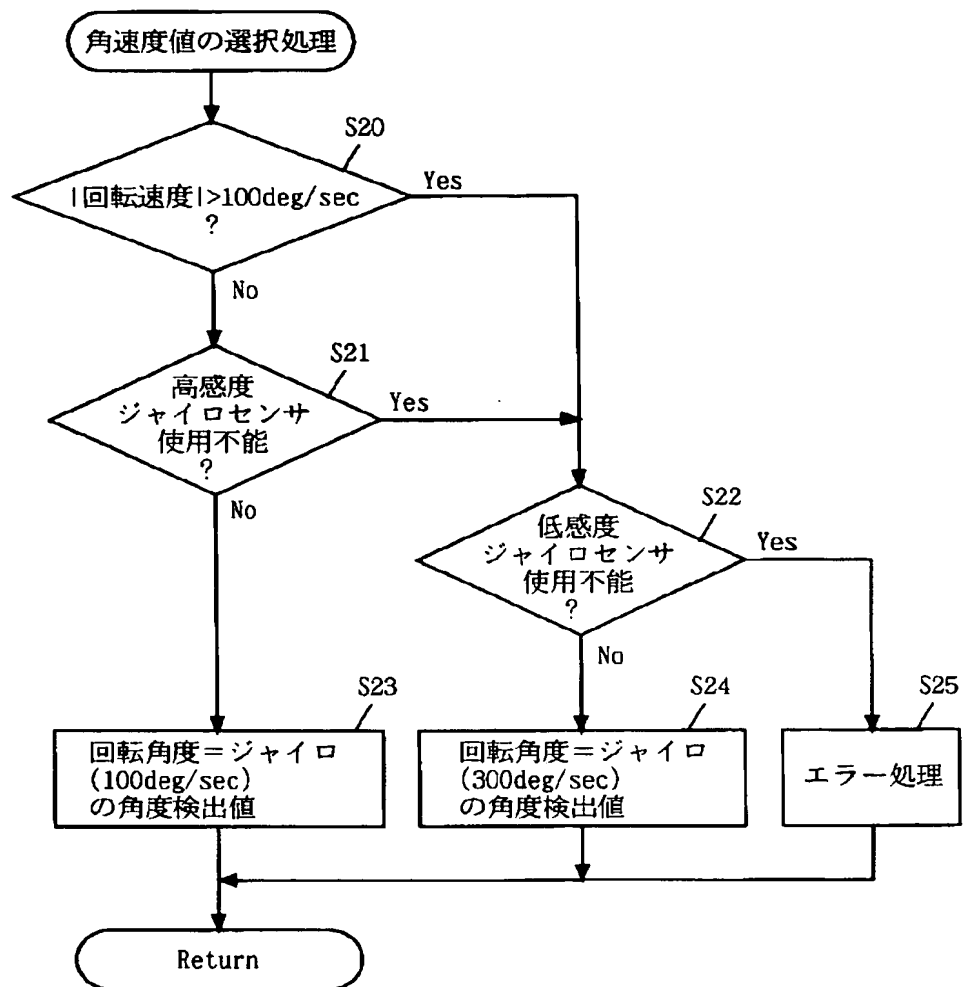 角速度値の選択処理
S20
|回転速度|>100deg/sec
?
Yes
No
S21
高感度
ジャイロセンサ
使用不能
?
Yes
No
S22
低感度
ジャイロセンサ
使用不能
?
Yes
No
S23
回転角度=ジャイロ
(100deg/sec)
の角度検出値
S24
回転角度=ジャイロ
(300deg/sec)
の角度検出値
S25
エラー処理
Return